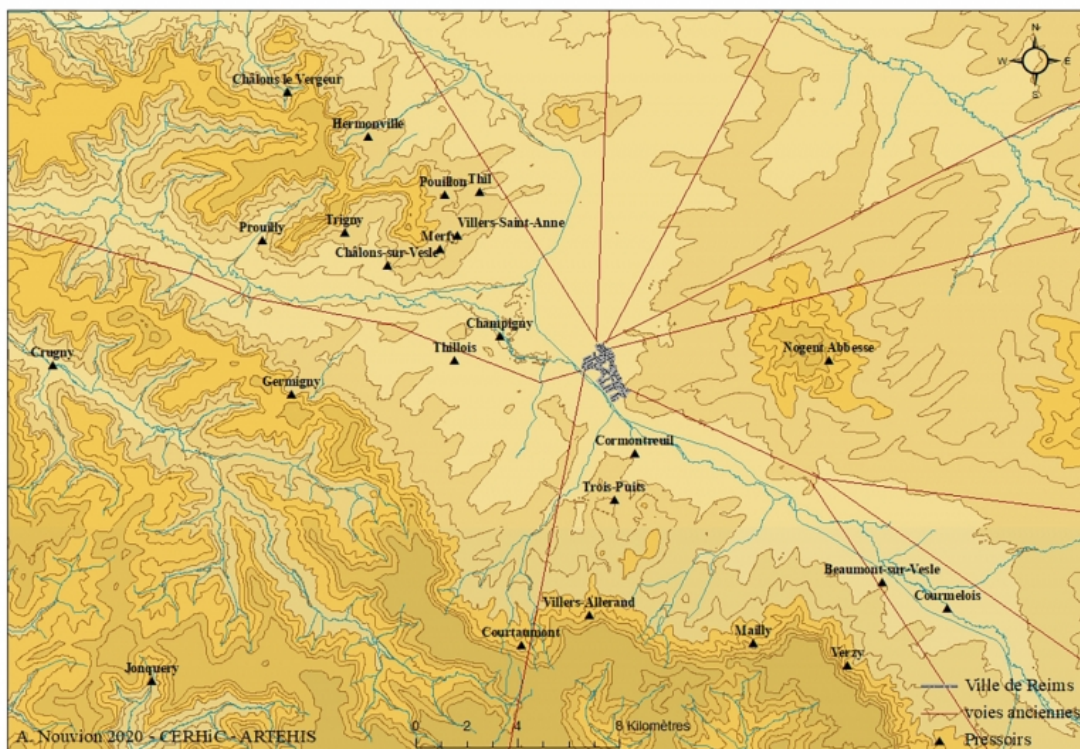 N
W E
S
Châlons le Vergeur
Hermonville
Pouillon Thil
Prouilly
Trigny
Villers-Saint-Anne
Merfy
Châlons-sur-Vesle
Champigny
Thillois
Crugny
Germigny
Nogent Abbesse
Cormontreuil
Trois-Puits
Beaumont-sur-Vesle
Courmelois
Villers-Allerand
Courtaumont
Mailly
Verzy
Jonquery
Ville de Reims
voies anciennes
Pressoirs
0 2 4 8 Kilomètres
A. Nouvion 2020 - CERHiC - ARTEHIS